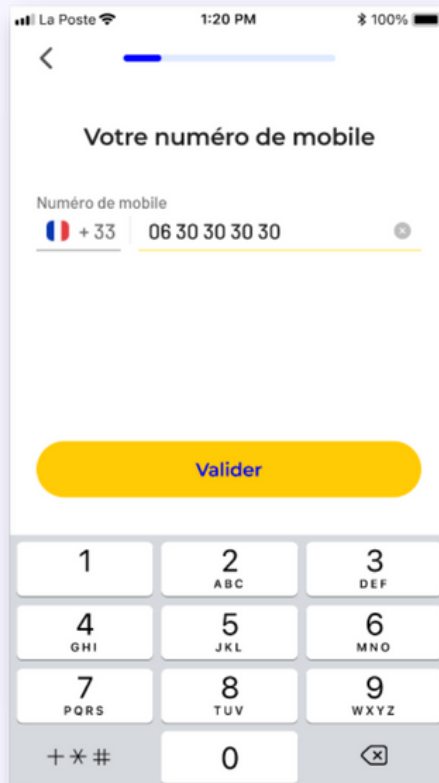 La Poste 1:20 PM 100%
Votre numéro de mobile
Numéro de mobile
+ 33 06 30 30 30 30
Valider
1 2 3
ABC DEF
4 5 6
GHI JKL MNO
7 8 9
PQRS TUV WXYZ
+ * # 0